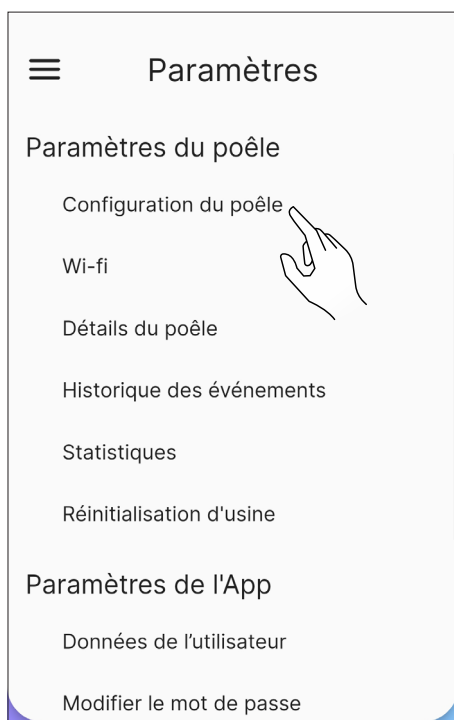 Paramètres
Paramètres du poêle
Configuration du poêle
Wi-fi
Détails du poêle
Historique des événements
Statistiques
Réinitialisation d'usine
Paramètres de l'App
Données de l’utilisateur
Modifier le mot de passe